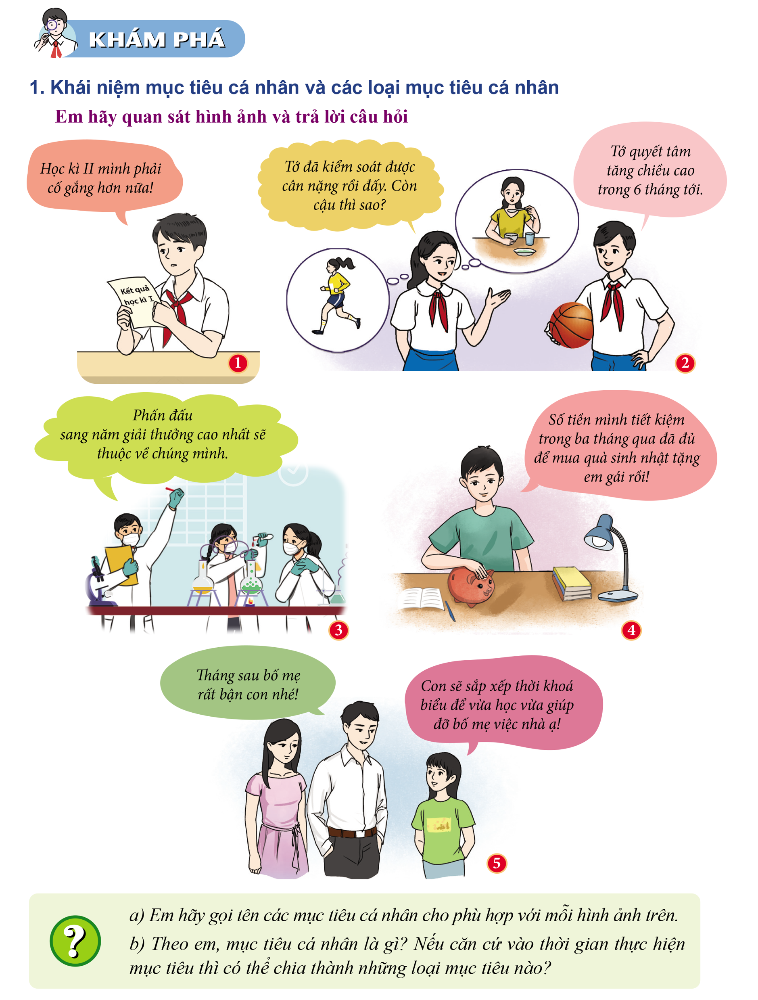 KHÁM PHÁ
1. Khái niệm mục tiêu cá nhân và các loại mục tiêu cá nhân
Em hãy quan sát hình ảnh và trả lời câu hỏi
Học kì II mình phải
cố gắng hơn nữa!
Kết quả
học kì I
1
Tớ đã kiểm soát được
cân nặng rồi đấy. Còn
cậu thì sao?
Tớ quyết tâm
tăng chiều cao
trong 6 tháng tới.
2
Phấn đấu
sang năm giải thưởng cao nhất sẽ
thuộc về chúng mình.
3
Số tiền mình tiết kiệm
trong ba tháng qua đã đủ
để mua quà sinh nhật tặng
em gái rồi!
4
Tháng sau bố mẹ
rất bận con nhé!
Con sẽ sắp xếp thời khoá
biểu để vừa học vừa giúp
đỡ bố mẹ việc nhà ạ!
5
?
a) Em hãy gọi tên các mục tiêu cá nhân cho phù hợp với mỗi hình ảnh trên.
b) Theo em, mục tiêu cá nhân là gì? Nếu căn cứ vào thời gian thực hiện
mục tiêu thì có thể chia thành những loại mục tiêu nào?